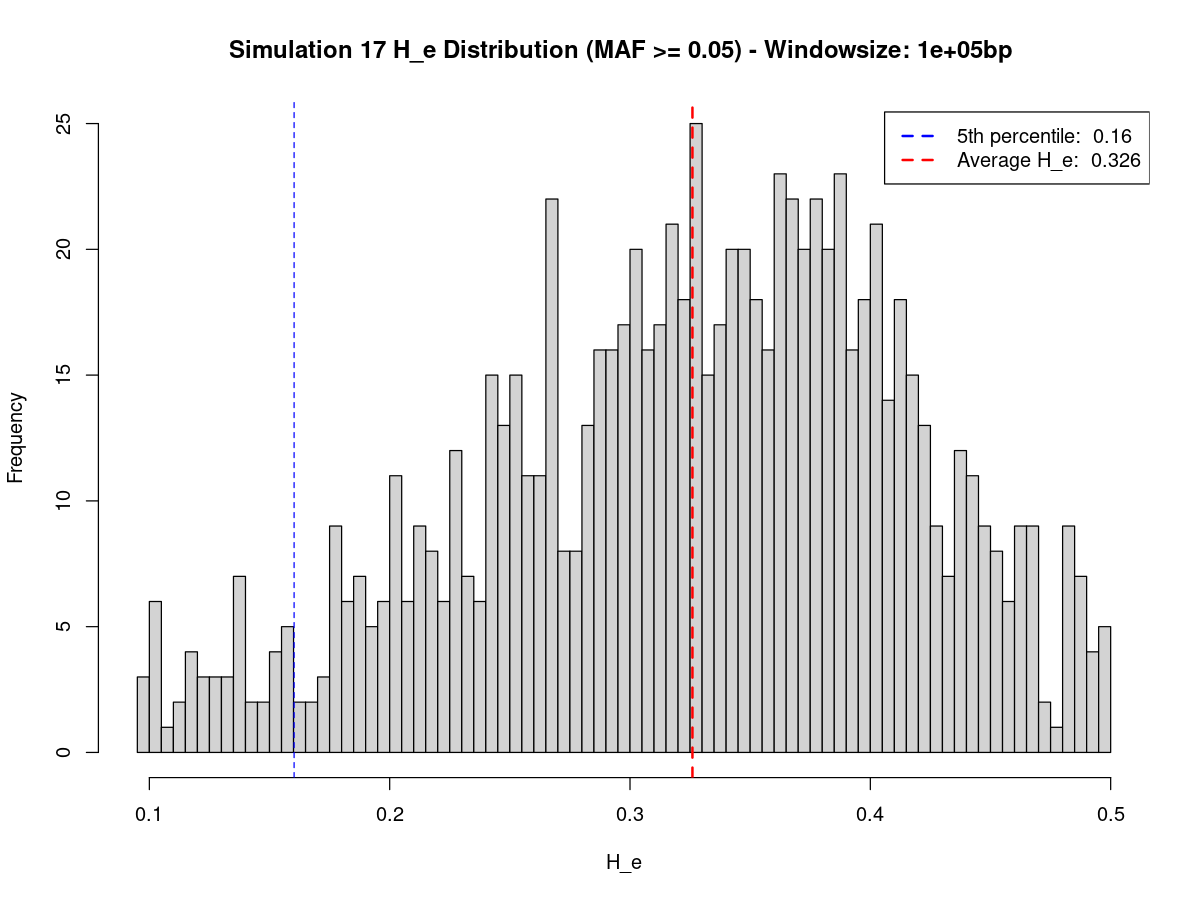 Simulation 17 H_e Distribution (MAF >= 0.05) - Windowsize: 1e+05bp
5th percentile:  0.16
Average H_e:  0.326
Frequency
25
20
15
10
5
0
0.1 0.2 0.3 0.4 0.5
H_e